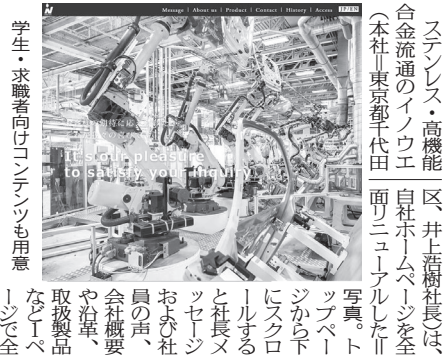 ステンレス・高機能
合金流通のイノウエ
(本社=東京都千代田
区、井上浩樹社長)は、
自社ホームページを全
面リニューアルした=
写真。ト
ップペー
ジから下
にスクロ
ールする
と社長メ
ッセージ
および社
員の声、
会社概要
や沿革、
取扱製品
など1ペ
ージで全
Message | About us | Product | Contact | History | Access JP/EN
It's our pleasure
to satisfy your inquiry
学生・求職者向けコンテンツも用意